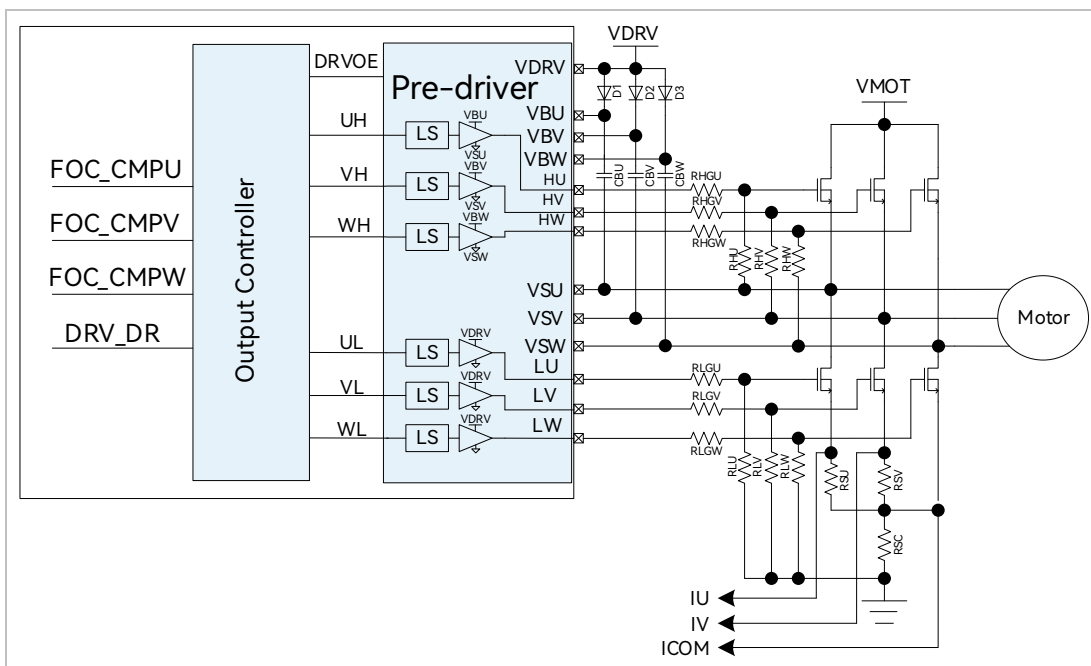 VDRV
DRVOE
VDRV
Pre-driver
VMOT
D1
D2
D3
VBU
UH
LS
VBU
VSU
VBV
VBW
CBU
CBV
CBW
FOC_CMPU
VH
LS
VBV
VSV
HU
RHGU
HV
RHGV
FOC_CMPV
WH
LS
VBW
VSW
HW
RHGW
RHU
RHV
RHW
FOC_CMPW
Output Controller
VSU
DRV_DR
VSV
Motor
VSW
UL
LS
VDRV
LU
RLGU
VL
LS
VDRV
LV
RLGV
WL
LS
VDRV
LW
RLGW
RLU
RLV
RLW
RSU
RSV
RSC
IU
IV
ICOM